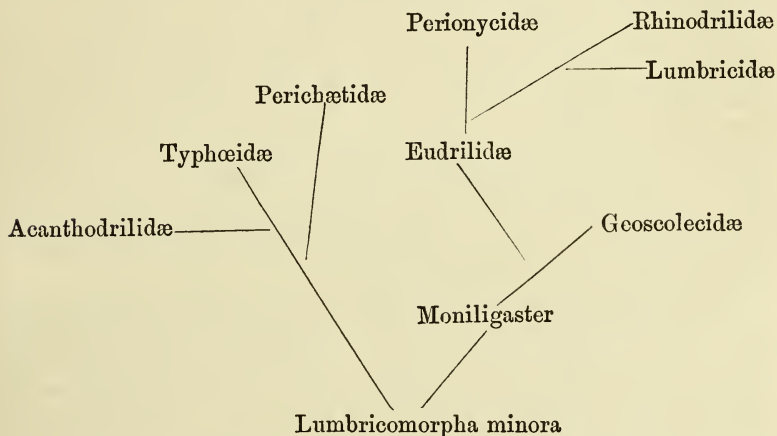 Perionycidæ
Rhinodrilidæ
Lumbricidæ
Perichætidæ
Typhœidæ
Eudrilidæ
Acanthodrilidæ
Geoscolecidæ
Moniligaster
Lumbricomorpha minora